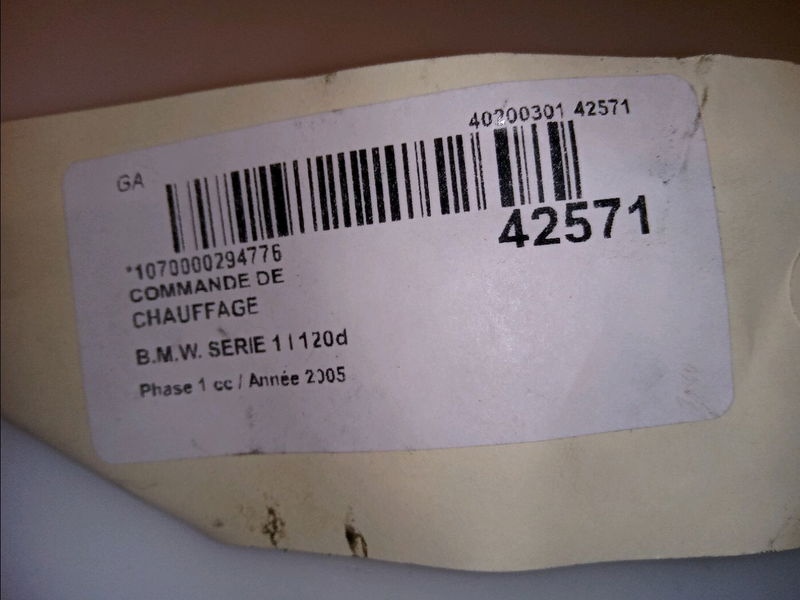 40200301 42571
GA
42571
*1070000294776
COMMANDE DE
CHAUFFAGE
B.M.W. SERIE 1 I 120d
Phase 1 cc / Année 2005